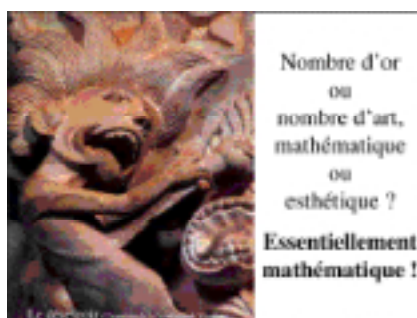 Nombre d'or
ou
nombre d'art,
mathématique
ou
esthétique ?
Essentiellement
mathématique !